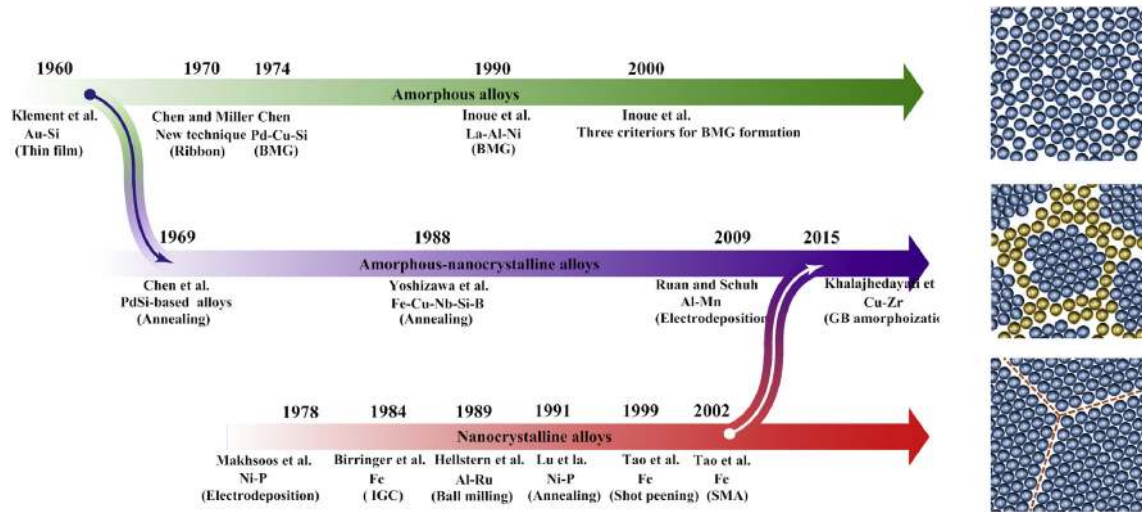 1960 1970 1974 1990 2000
Amorphous alloys
Klement et al. Chen and Miller Chen Inoue et al. Inoue et al.
Au-Si New technique Pd-Cu-Si La-Al-Ni Three criteriors for BMG formation
(Thin film) (Ribbon) (BMG) (BMG)
1969 1988 2009 2015
Amorphous-nanocrystalline alloys
Chen et al. Yoshizawa et al. Ruan and Schuh Khalajhedayati et
PdSi-based alloys Fe-Cu-Nb-Si-B Al-Mn Cu-Zr
(Annealing) (Annealing) (Electrodeposition (GB amorphoizatio
1978 1984 1989 1991 1999 2002
Nanocrystalline alloys
Makhsoos et al. Birringer et al. Hellstern et al. Lu et la. Tao et al. Tao et al.
Ni-P Fe Al-Ru Ni-P Fe Fe
(Electrodeposition) ( IGC) (Ball milling) (Annealing) (Shot peening) (SMA)